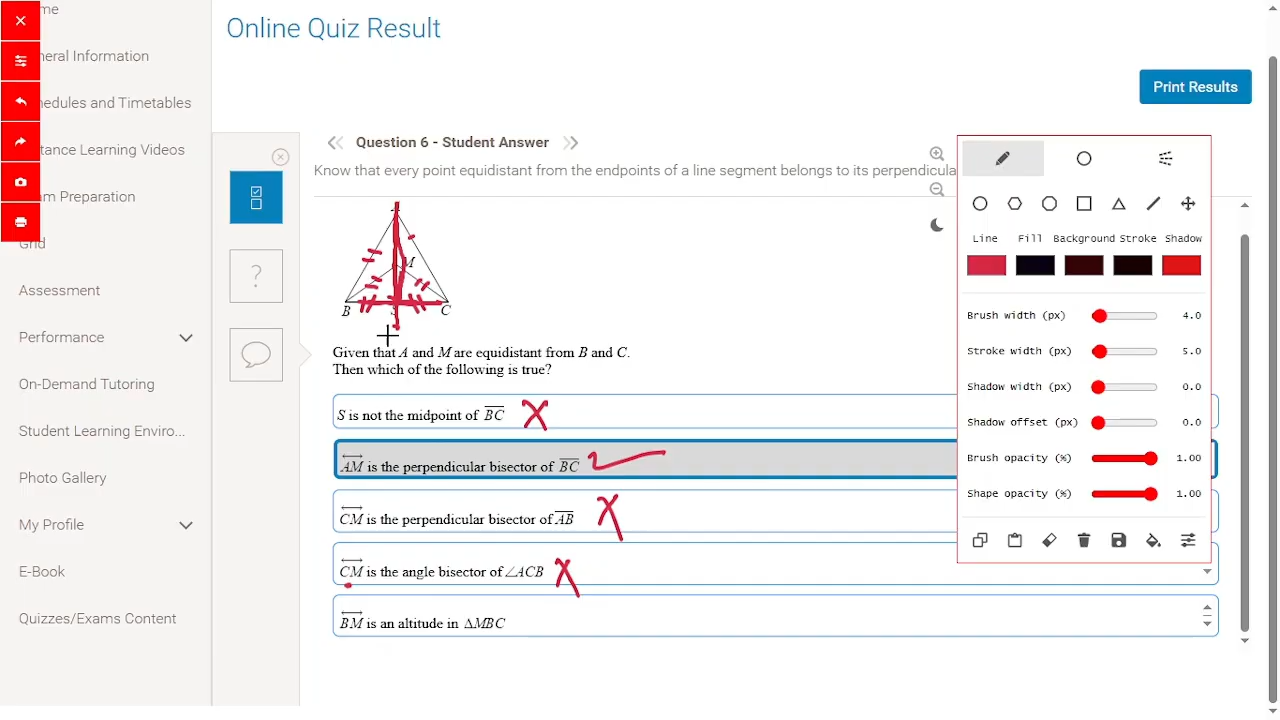 me
neral Information
hedules and Timetables
tance Learning Videos
m Preparation
Grid
Assessment
Performance
On-Demand Tutoring
Student Learning Enviro...
Photo Gallery
My Profile
E-Book
Quizzes/Exams Content
Online Quiz Result
Print Results
Question 6 - Student Answer
Know that every point equidistant from the endpoints of a line segment belongs to its perpendicula
M
B
C
Given that A and M are equidistant from B and C.
Then which of the following is true?
S is not the midpoint of BC
AM is the perpendicular bisector of BC
CM is the perpendicular bisector of AB
CM is the angle bisector of ∠ACB
BM is an altitude in ΔMBC
Line Fill Background Stroke Shadow
Brush width (px) 4.0
Stroke width (px) 5.0
Shadow width (px) 0.0
Shadow offset (px) 0.0
Brush opacity (%) 1.00
Shape opacity (%) 1.00